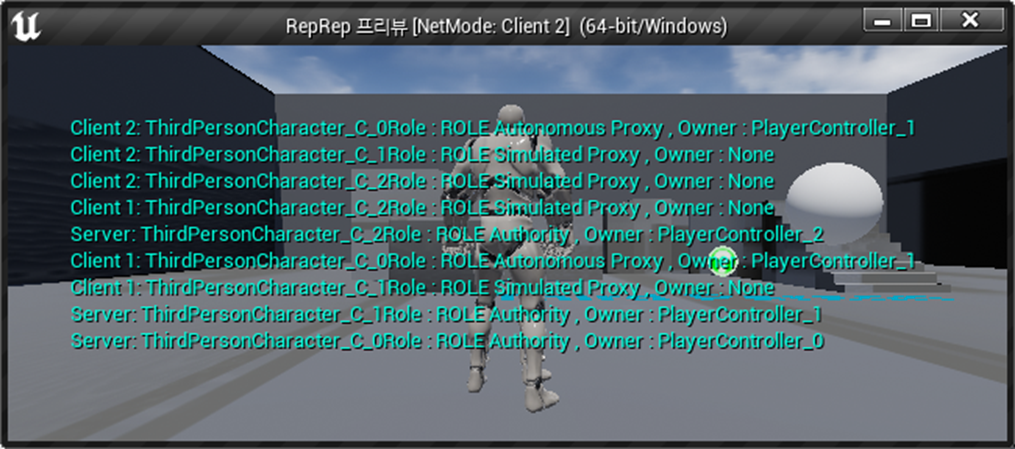 RepRep 프리뷰 [NetMode: Client 2] (64-bit/Windows)
Client 2: ThirdPersonCharacter_C_0Role : ROLE Autonomous Proxy , Owner : PlayerController_1
Client 2: ThirdPersonCharacter_C_1Role : ROLE Simulated Proxy , Owner : None
Client 2: ThirdPersonCharacter_C_2Role : ROLE Simulated Proxy , Owner : None
Client 1: ThirdPersonCharacter_C_2Role : ROLE Simulated Proxy , Owner : None
Server: ThirdPersonCharacter_C_2Role : ROLE Authority , Owner : PlayerController_2
Client 1: ThirdPersonCharacter_C_0Role : ROLE Autonomous Proxy , Owner : PlayerController_1
Client 1: ThirdPersonCharacter_C_1Role : ROLE Simulated Proxy , Owner : None
Server: ThirdPersonCharacter_C_1Role : ROLE Authority , Owner : PlayerController_1
Server: ThirdPersonCharacter_C_0Role : ROLE Authority , Owner : PlayerController_0